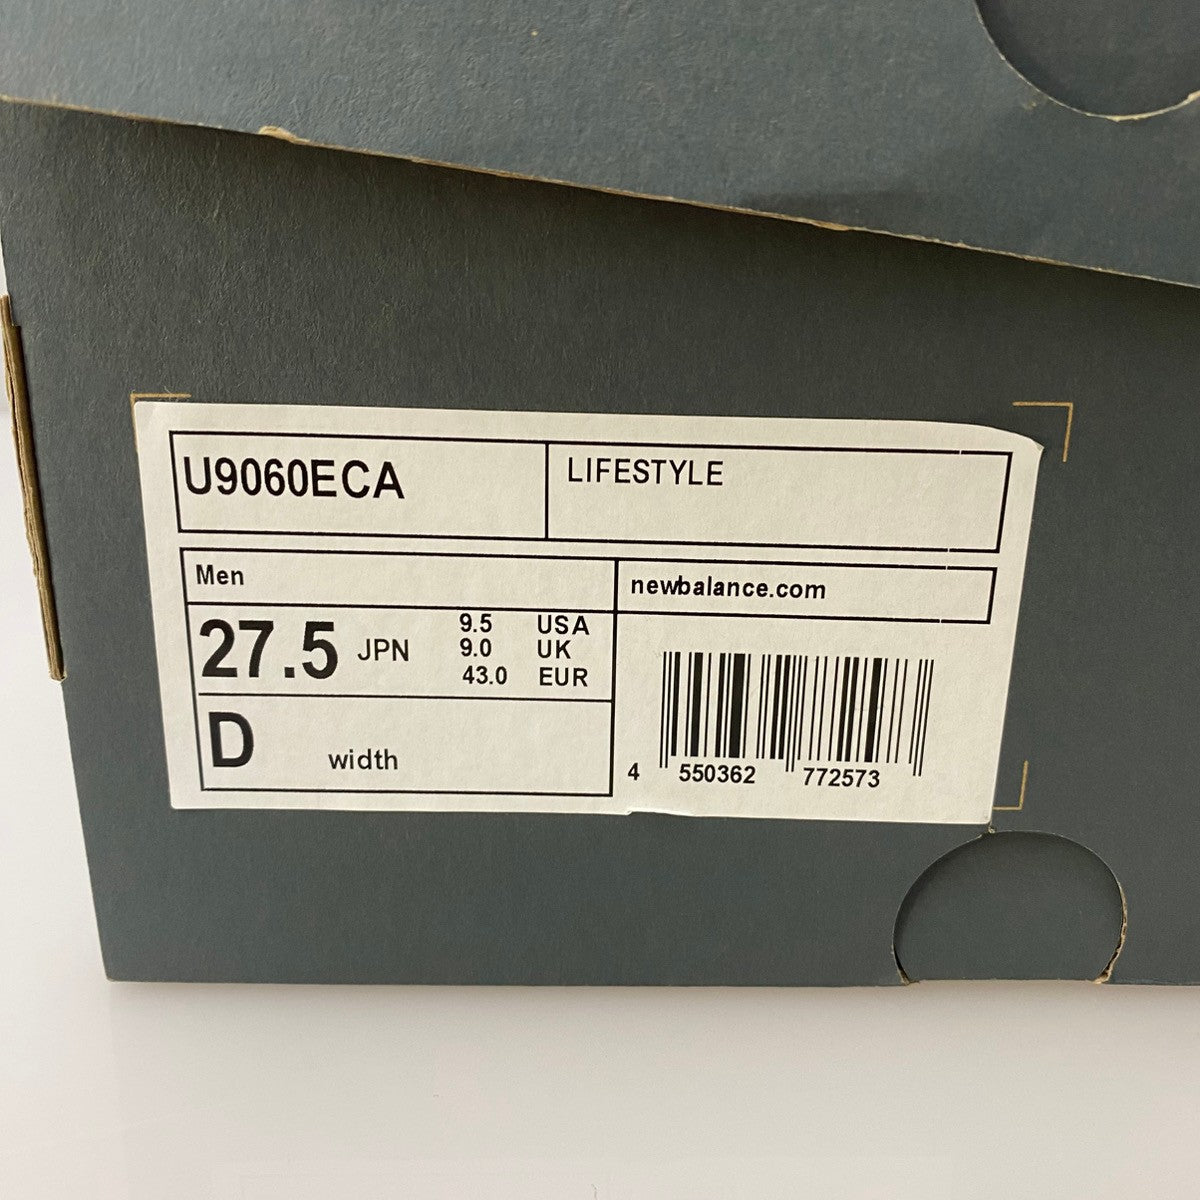 U9060ECA
LIFESTYLE
Men
newbalance.com
27.5 JPN
9.5 USA
9.0 UK
43.0 EUR
D width
4 550362 772573